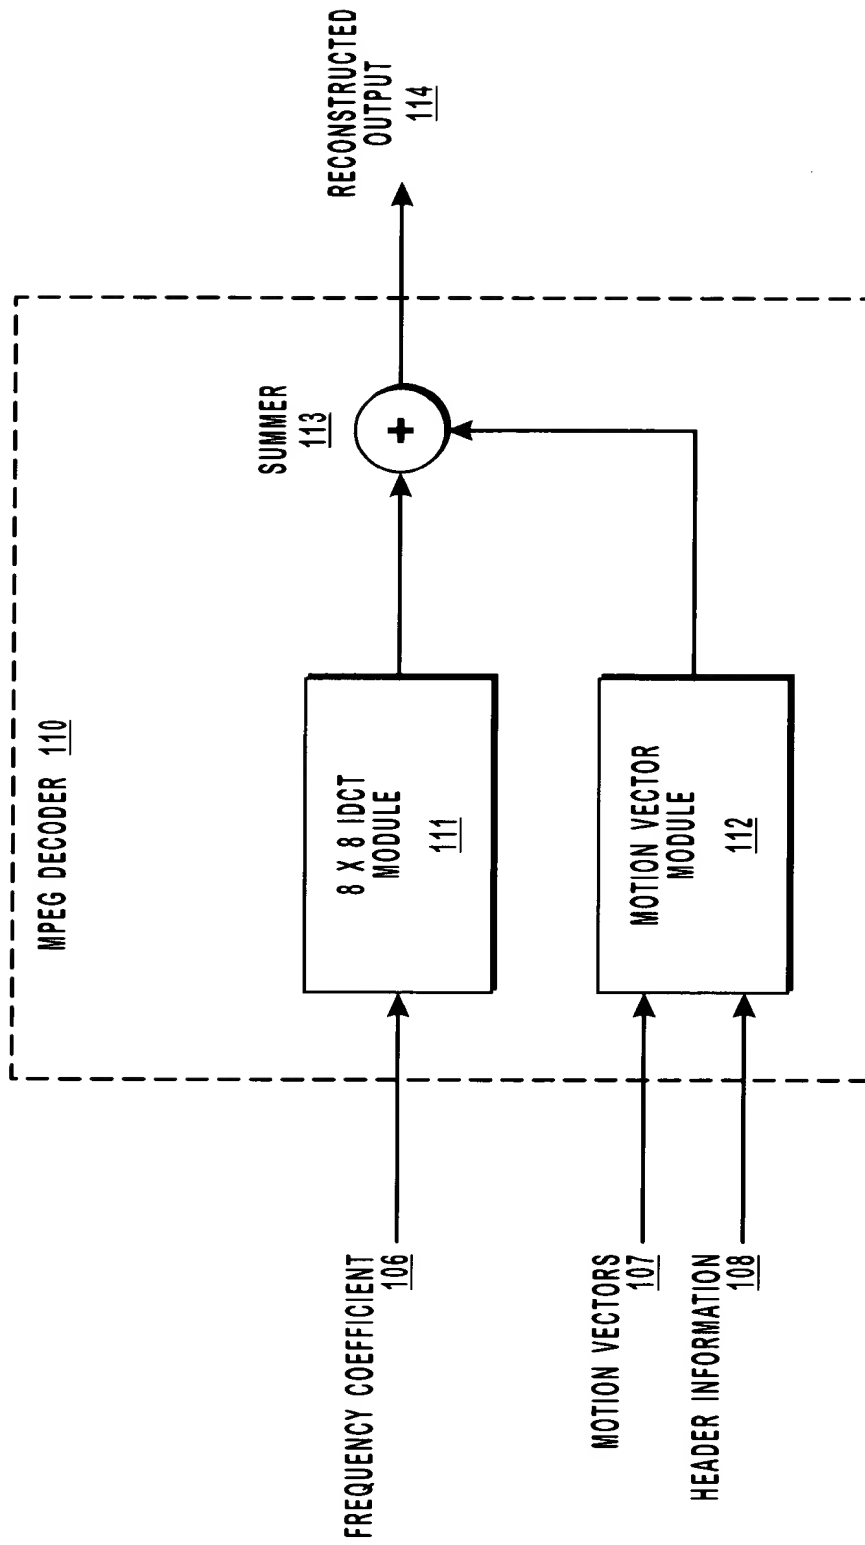 MPEG DECODER 110
FREQUENCY COEFFICIENT
106
8 X 8 IDCT
MODULE
111
SUMMER
113
+
RECONSTRUCTED
OUTPUT
114
MOTION VECTORS
107
HEADER INFORMATION
108
MOTION VECTOR
MODULE
112